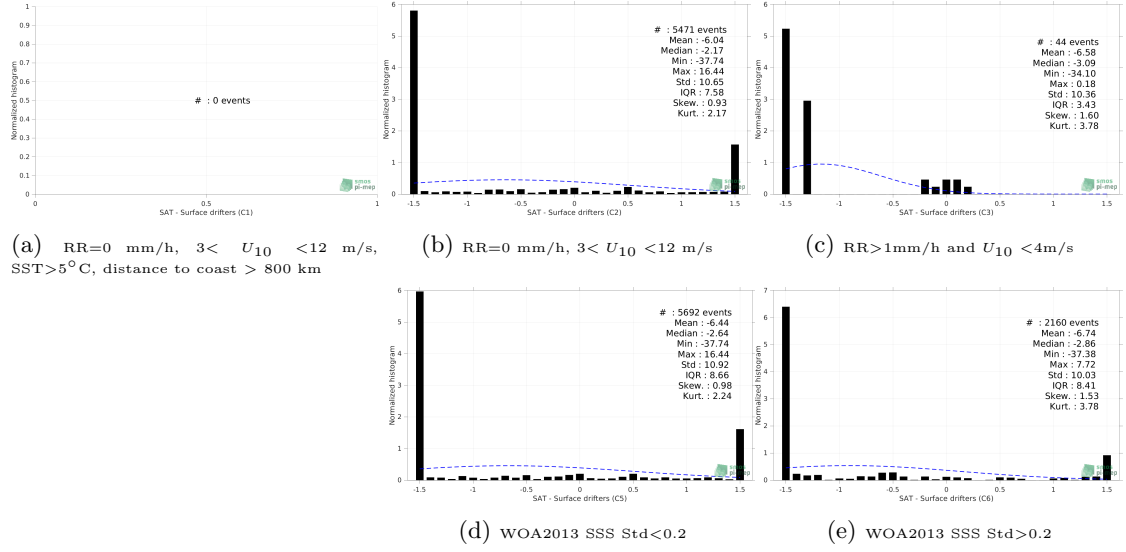 1
0.9
0.8
0.7
0.6
0.5
0.4
0.3
0.2
0.1
0
Normalized histogram
# : 0 events
smos
pi-mep
0 0.5 1
SAT - Surface drifters (C1)
(a) RR=0 mm/h, 3< U10 <12 m/s,
SST>5°C, distance to coast > 800 km
6
5
4
3
2
1
0
Normalized histogram
# : 5471 events
Mean : -6.04
Median : -2.17
Min : -37.74
Max : 16.44
Std : 10.65
IQR : 7.58
Skew. : 0.93
Kurt. : 2.17
smos
pi-mep
-1.5 -1 -0.5 0 0.5 1 1.5
SAT - Surface drifters (C2)
(b) RR=0 mm/h, 3< U10 <12 m/s
6
5
4
3
2
1
0
Normalized histogram
# : 44 events
Mean : -6.58
Median : -3.09
Min : -34.10
Max : 0.18
Std : 10.36
IQR : 3.43
Skew. : 1.60
Kurt. : 3.78
smos
pi-mep
-1.5 -1 -0.5 0 0.5 1 1.5
SAT - Surface drifters (C3)
(c) RR>1mm/h and U10 <4m/s
6
5
4
3
2
1
0
Normalized histogram
# : 5692 events
Mean : -6.44
Median : -2.64
Min : -37.74
Max : 16.44
Std : 10.92
IQR : 8.66
Skew. : 0.98
Kurt. : 2.24
smos
pi-mep
-1.5 -1 -0.5 0 0.5 1 1.5
SAT - Surface drifters (C5)
(d) WOA2013 SSS Std<0.2
7
6
5
4
3
2
1
0
Normalized histogram
# : 2160 events
Mean : -6.74
Median : -2.86
Min : -37.38
Max : 7.72
Std : 10.03
IQR : 8.41
Skew. : 1.53
Kurt. : 3.78
smos
pi-mep
-1.5 -1 -0.5 0 0.5 1 1.5
SAT - Surface drifters (C6)
(e) WOA2013 SSS Std>0.2